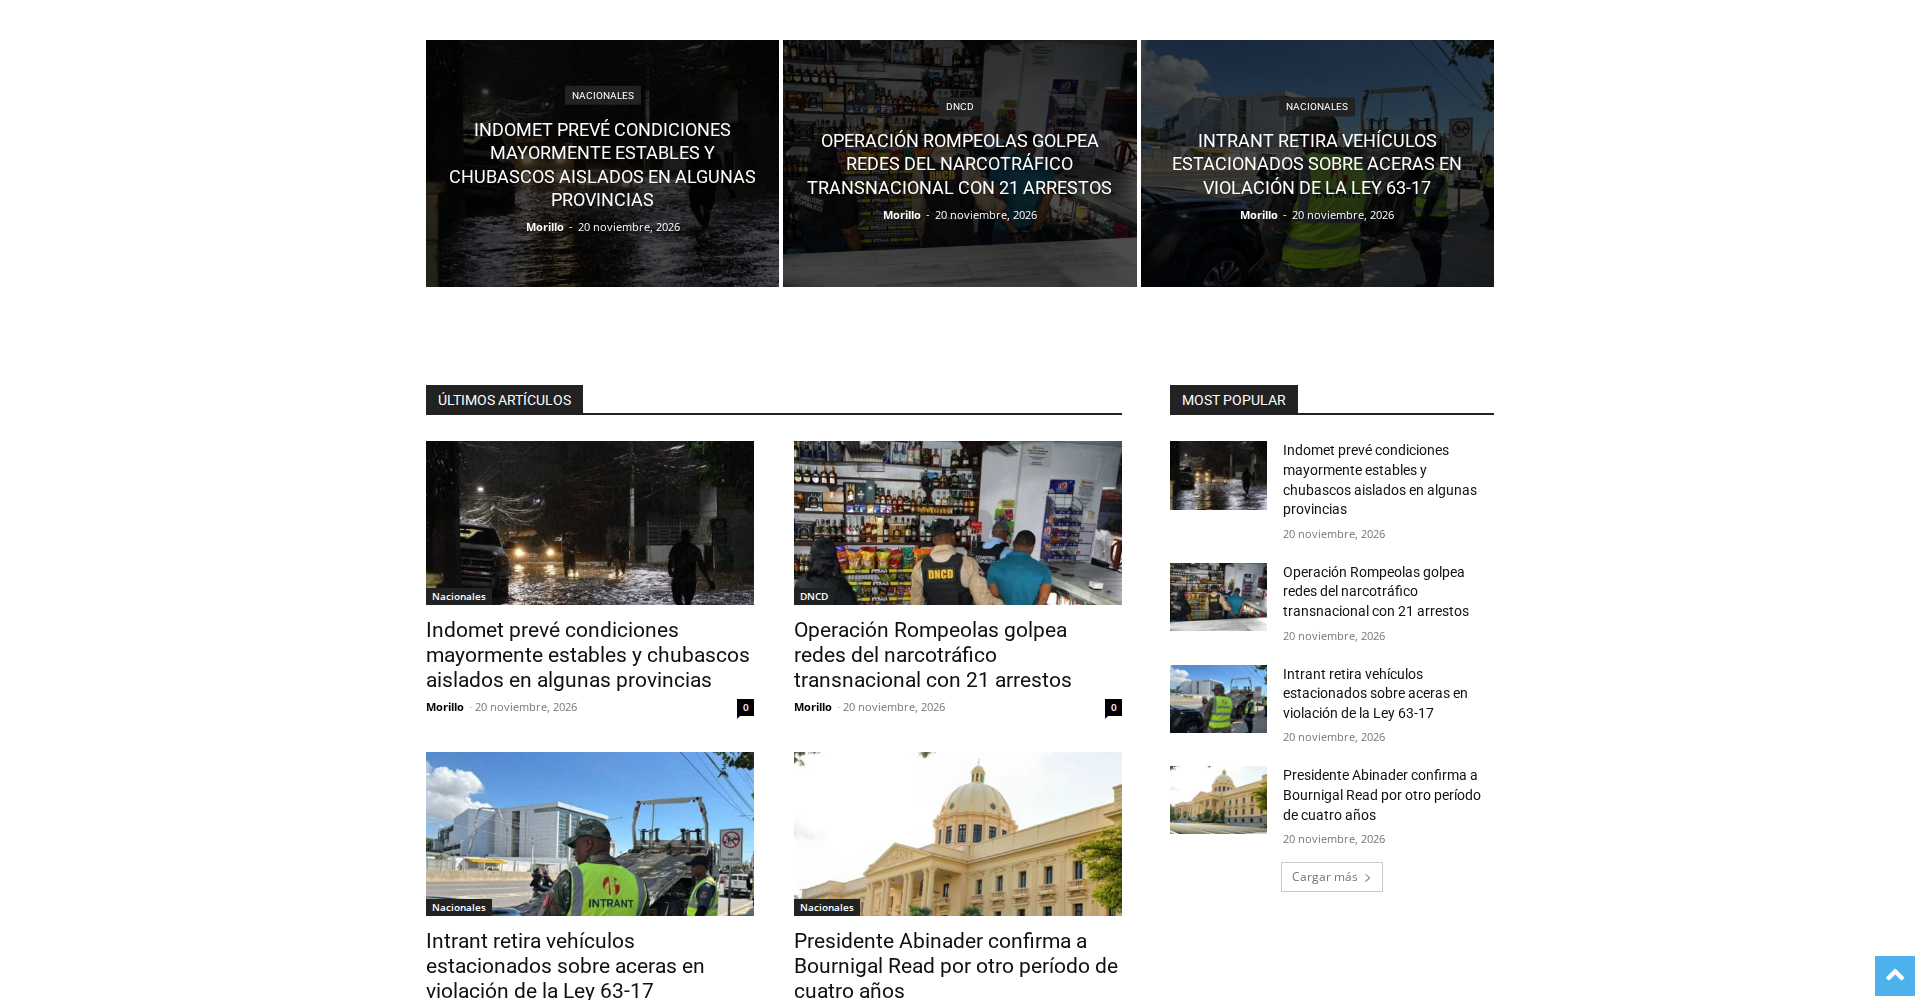 NACIONALES
INDOMET PREVÉ CONDICIONES
MAYORMENTE ESTABLES Y
CHUBASCOS AISLADOS EN ALGUNAS
PROVINCIAS
Morillo - 20 noviembre, 2026
DNCD
OPERACIÓN ROMPEOLAS GOLPEA
REDES DEL NARCOTRÁFICO
TRANSNACIONAL CON 21 ARRESTOS
Morillo - 20 noviembre, 2026
NACIONALES
INTRANT RETIRA VEHÍCULOS
ESTACIONADOS SOBRE ACERAS EN
VIOLACIÓN DE LA LEY 63-17
Morillo - 20 noviembre, 2026
ÚLTIMOS ARTÍCULOS
Nacionales
Indomet prevé condiciones
mayormente estables y chubascos
aislados en algunas provincias
Morillo - 20 noviembre, 2026
0
DNCD
DNCD
Operación Rompeolas golpea
redes del narcotráfico
transnacional con 21 arrestos
Morillo - 20 noviembre, 2026
0
INTRANT
Nacionales
Intrant retira vehículos
estacionados sobre aceras en
violación de la Ley 63-17
Nacionales
Presidente Abinader confirma a
Bournigal Read por otro período de
cuatro años
MOST POPULAR
Indomet prevé condiciones
mayormente estables y
chubascos aislados en algunas
provincias
20 noviembre, 2026
Operación Rompeolas golpea
redes del narcotráfico
transnacional con 21 arrestos
20 noviembre, 2026
Intrant retira vehículos
estacionados sobre aceras en
violación de la Ley 63-17
20 noviembre, 2026
Presidente Abinader confirma a
Bournigal Read por otro período
de cuatro años
20 noviembre, 2026
Cargar más